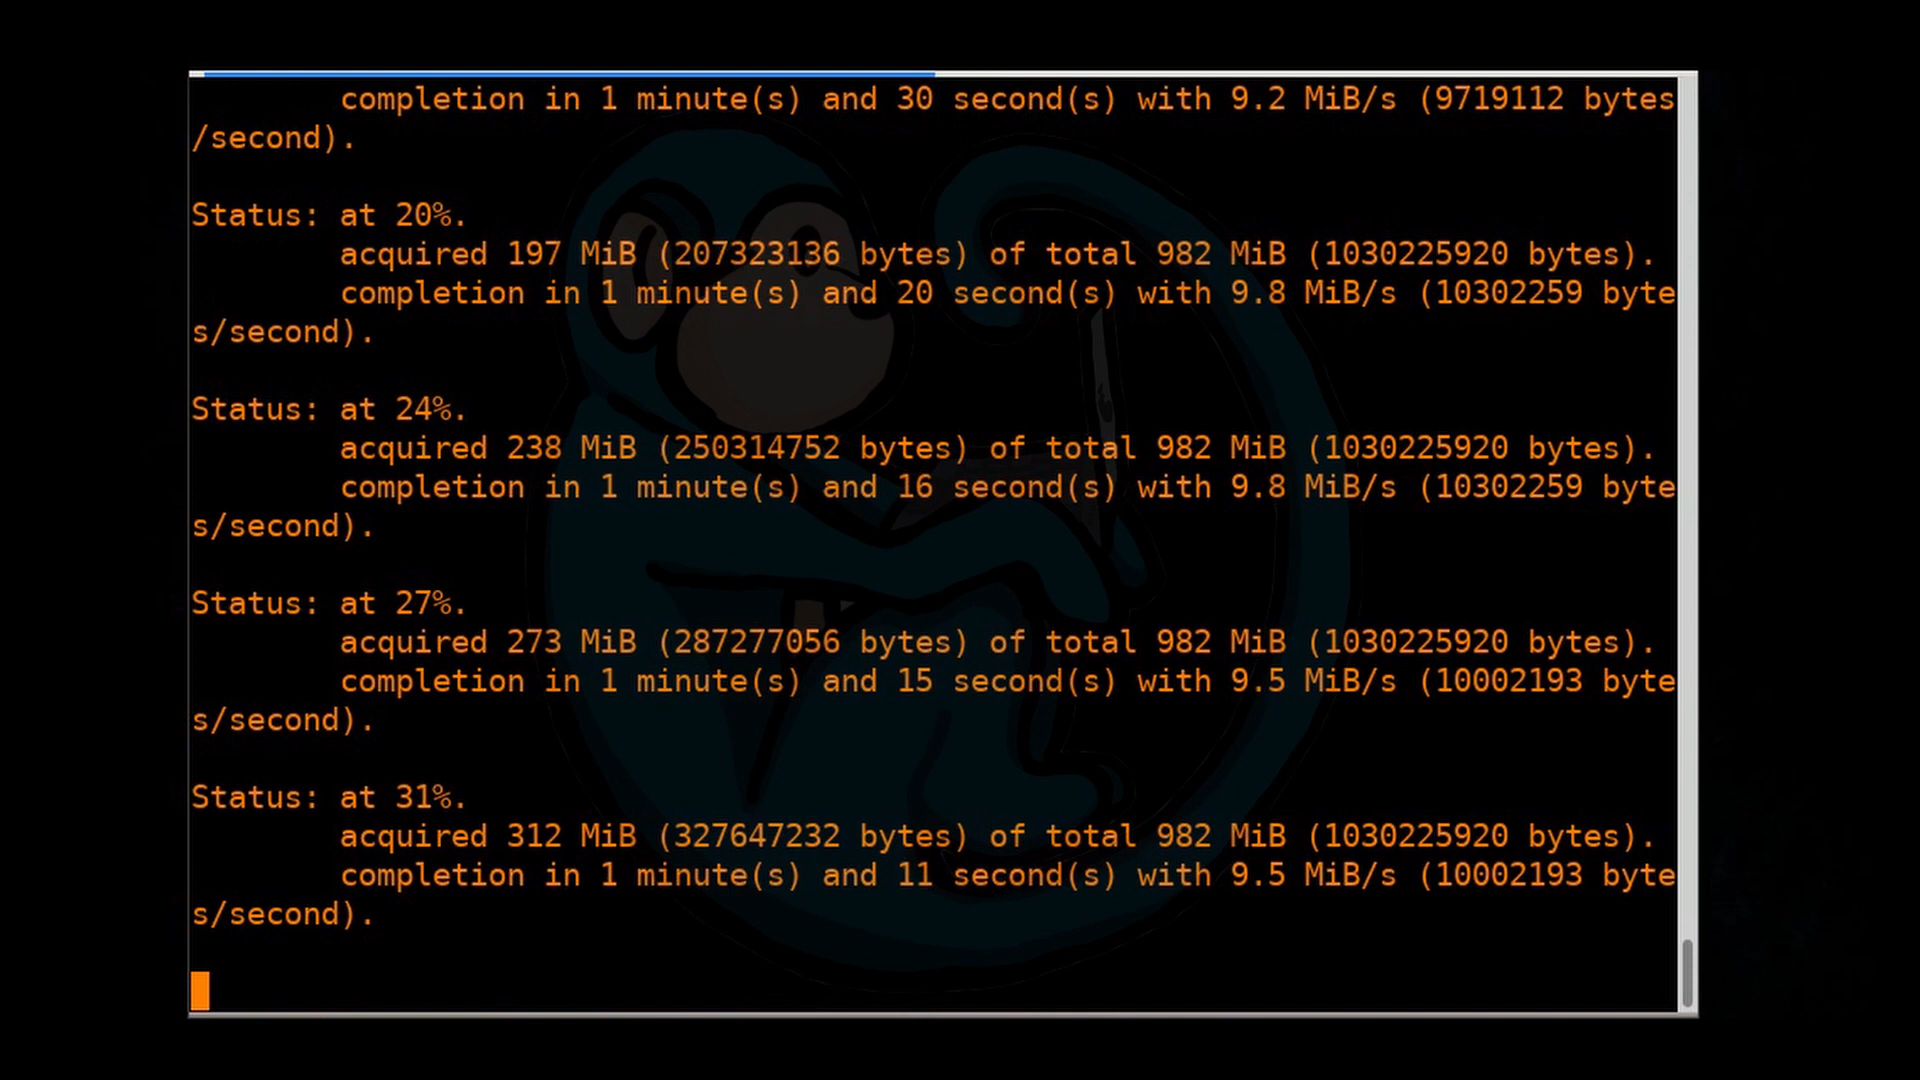 completion in 1 minute(s) and 30 second(s) with 9.2 MiB/s (9719112 bytes
/second).
Status: at 20%.
acquired 197 MiB (207323136 bytes) of total 982 MiB (1030225920 bytes).
completion in 1 minute(s) and 20 second(s) with 9.8 MiB/s (10302259 byte
s/second).
Status: at 24%.
acquired 238 MiB (250314752 bytes) of total 982 MiB (1030225920 bytes).
completion in 1 minute(s) and 16 second(s) with 9.8 MiB/s (10302259 byte
s/second).
Status: at 27%.
acquired 273 MiB (287277056 bytes) of total 982 MiB (1030225920 bytes).
completion in 1 minute(s) and 15 second(s) with 9.5 MiB/s (10002193 byte
s/second).
Status: at 31%.
acquired 312 MiB (327647232 bytes) of total 982 MiB (1030225920 bytes).
completion in 1 minute(s) and 11 second(s) with 9.5 MiB/s (10002193 byte
s/second).